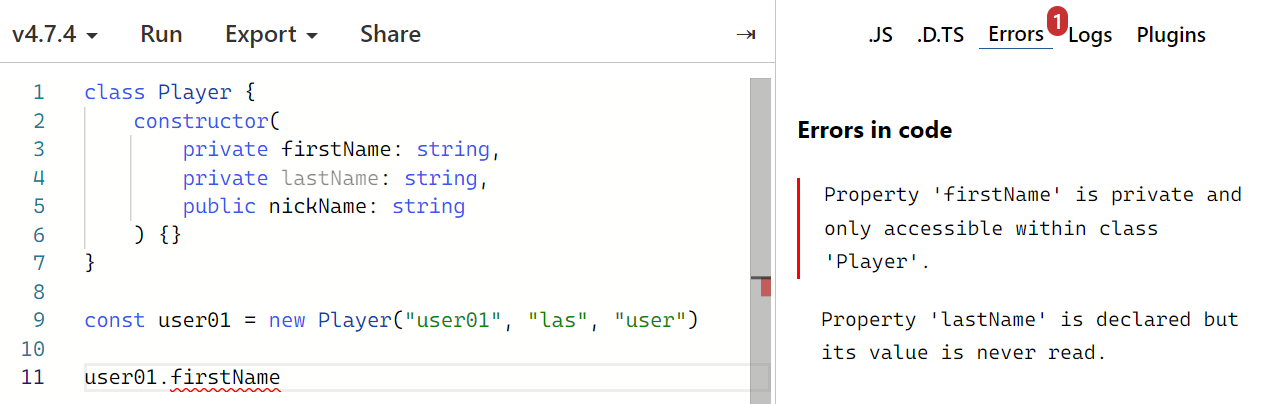 v4.7.4 Run Export Share
.JS .D.TS Errors 1 Logs Plugins
1 class Player {
2 constructor(
3 private firstName: string,
4 private lastName: string,
5 public nickName: string
6 ) {}
7 }
8
9 const user01 = new Player("user01", "las", "user")
10
11 user01.firstName
Errors in code
Property 'firstName' is private and
only accessible within class
'Player'.
Property 'lastName' is declared but
its value is never read.